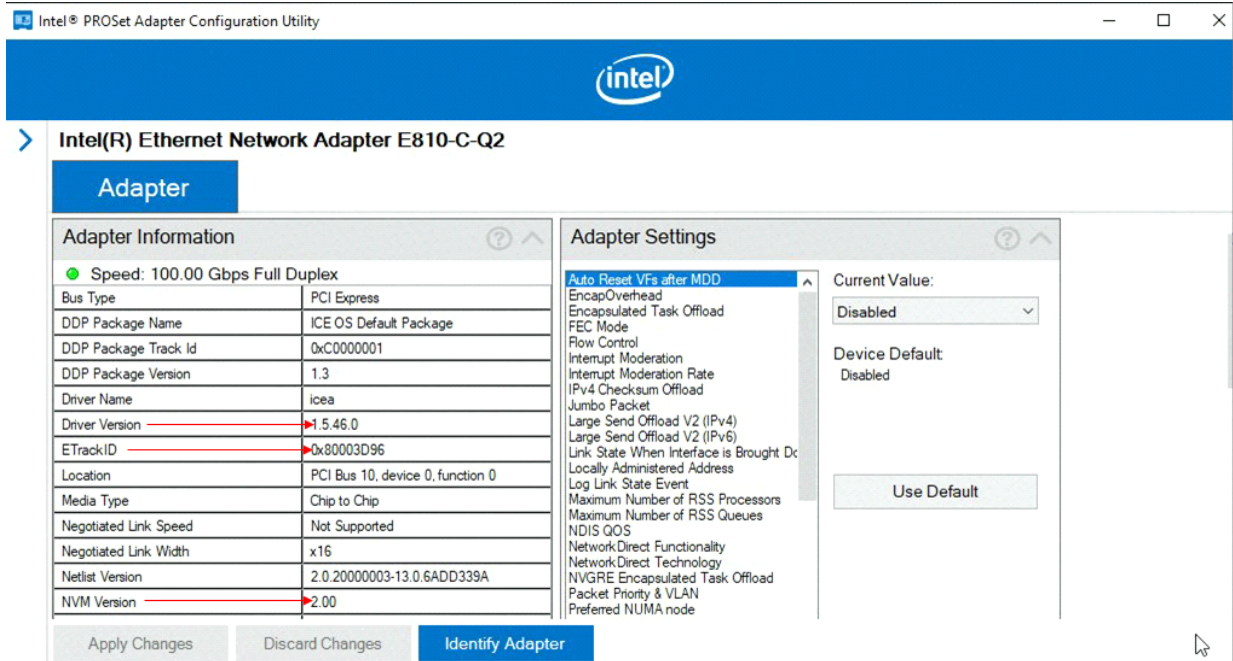 Intel® PROSet Adapter Configuration Utility
intel
Intel(R) Ethernet Network Adapter E810-C-Q2
Adapter
Adapter Information
Speed: 100.00 Gbps Full Duplex
Bus Type PCI Express
DDP Package Name ICE OS Default Package
DDP Package Track Id 0xC0000001
DDP Package Version 1.3
Driver Name icea
Driver Version 1.5.46.0
ETrackID 0x80003D96
Location PCI Bus 10, device 0, function 0
Media Type Chip to Chip
Negotiated Link Speed Not Supported
Negotiated Link Width x16
Netlist Version 2.0.20000003-13.0.6ADD339A
NVM Version 2.00
Adapter Settings
Auto Reset VFs after MDD
EncapOverhead
Encapsulated Task Offload
FEC Mode
Flow Control
Interrupt Moderation
Interrupt Moderation Rate
IPv4 Checksum Offload
Jumbo Packet
Large Send Offload V2 (IPv4)
Large Send Offload V2 (IPv6)
Link State When Interface is Brought Do
Locally Administered Address
Log Link State Event
Maximum Number of RSS Processors
Maximum Number of RSS Queues
NDIS QOS
NetworkDirect Functionality
NetworkDirect Technology
NVGRE Encapsulated Task Offload
Packet Priority & VLAN
Preferred NUMA node
Current Value:
Disabled
Device Default:
Disabled
Use Default
Apply Changes
Discard Changes
Identify Adapter